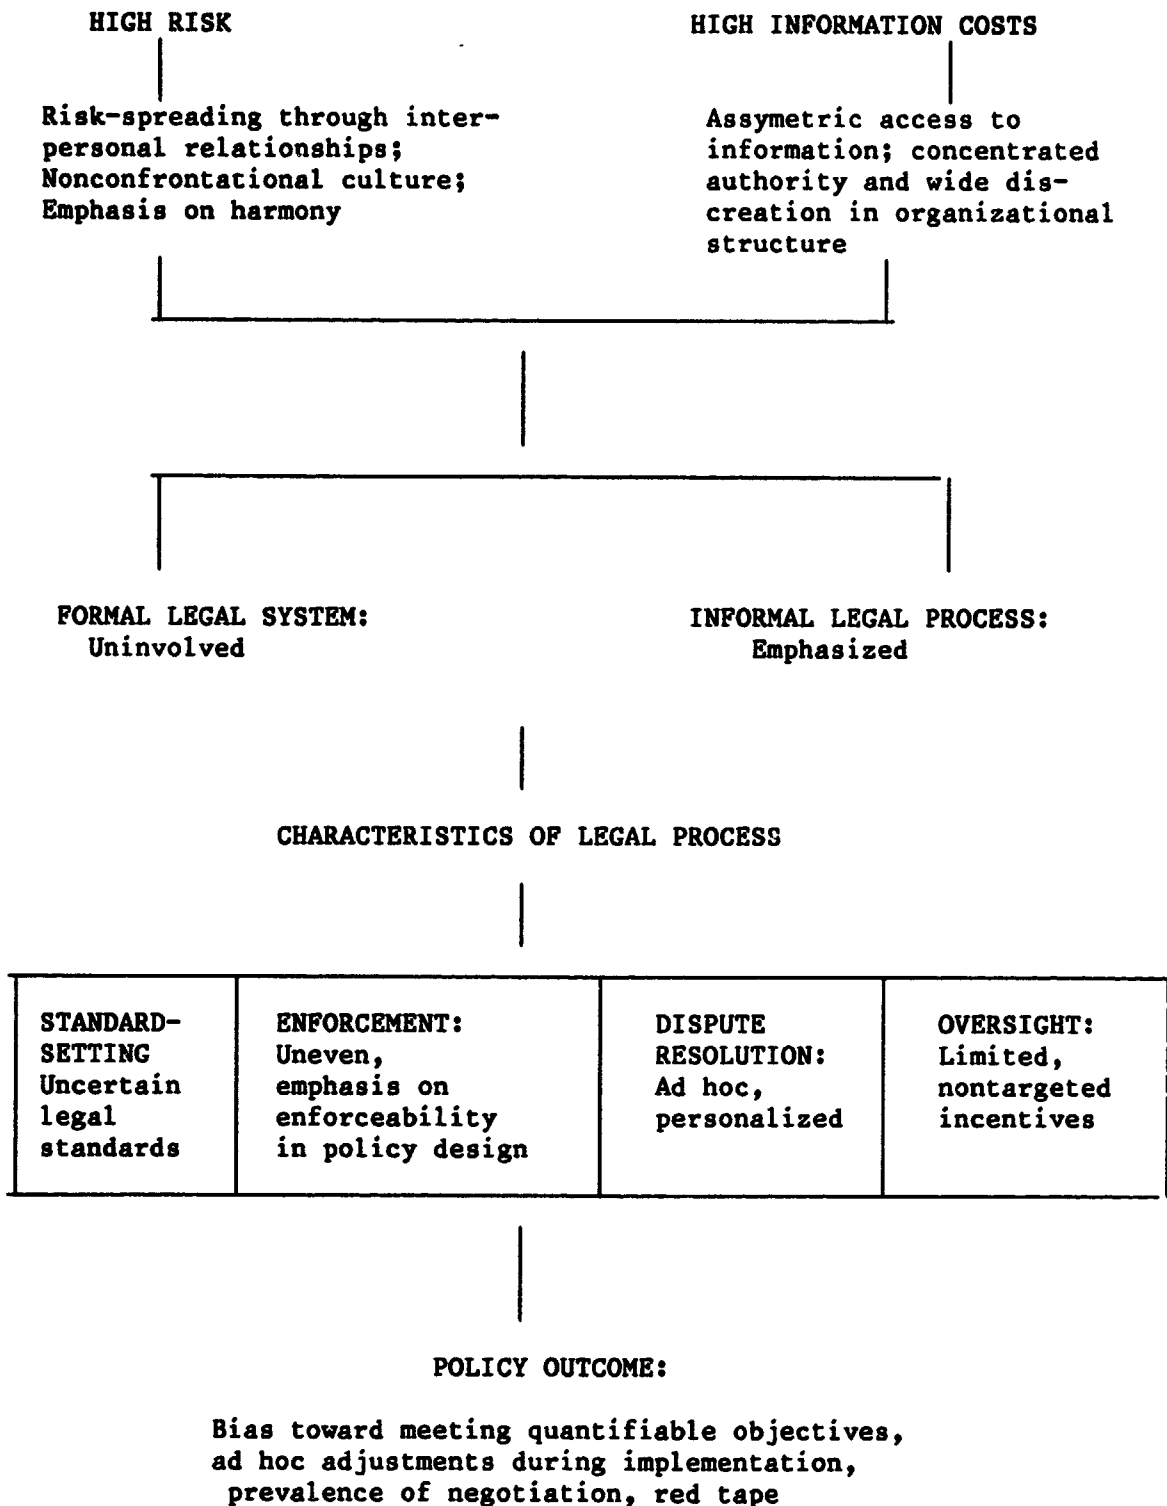 HIGH RISK
HIGH INFORMATION COSTS
Risk-spreading through inter-
personal relationships;
Nonconfrontational culture;
Emphasis on harmony
Assymetric access to
information; concentrated
authority and wide dis-
creation in organizational
structure
FORMAL LEGAL SYSTEM:
Uninvolved
INFORMAL LEGAL PROCESS:
Emphasized
CHARACTERISTICS OF LEGAL PROCESS
STANDARD-
SETTING
Uncertain
legal
standards
ENFORCEMENT:
Uneven,
emphasis on
enforceability
in policy design
DISPUTE
RESOLUTION:
Ad hoc,
personalized
OVERSIGHT:
Limited,
nontargeted
incentives
POLICY OUTCOME:
Bias toward meeting quantifiable objectives,
ad hoc adjustments during implementation,
prevalence of negotiation, red tape